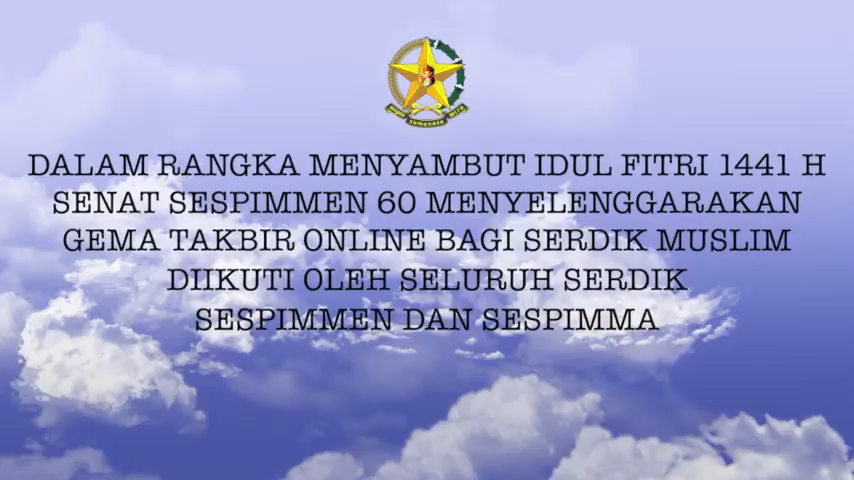 DALAM RANGKA MENYAMBUT IDUL FITRI 1441 H
SENAT SESPIMMEN 60 MENYELENGGARAKAN
GEMA TAKBIR ONLINE BAGI SERDIK MUSLIM
DIIKUTI OLEH SELURUH SERDIK
SESPIMMEN DAN SESPIMMA